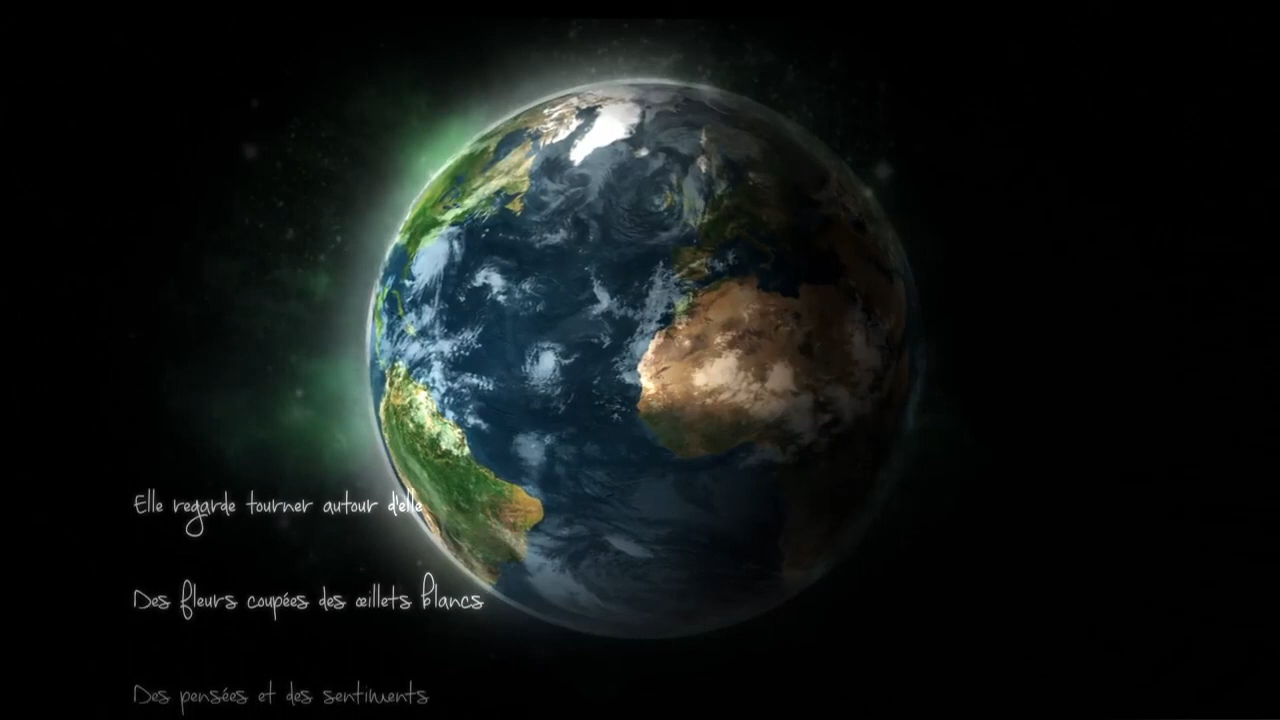 Elle regarde tourner autour d'elle
Des fleurs coupées des œillets blancs
Des pensées et des sentiments